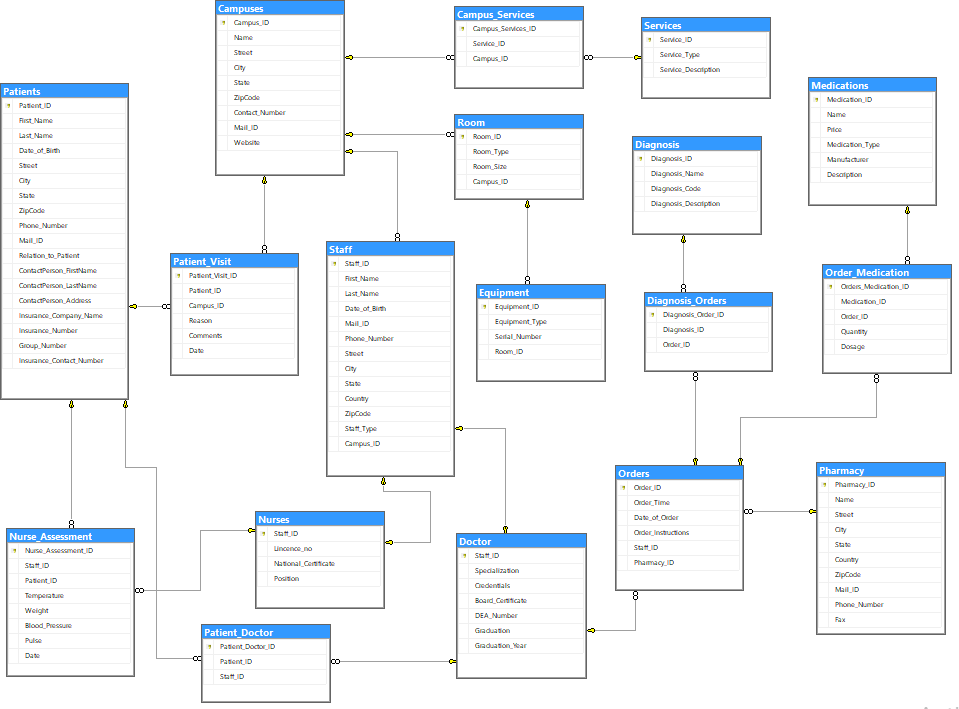 Campuses
Campus_ID
Name
Street
City
State
ZipCode
Contact_Number
Mail_ID
Website
Campus_Services
Campus_Services_ID
Service_ID
Campus_ID
Services
Service_ID
Service_Type
Service_Description
Patients
Patient_ID
First_Name
Last_Name
Date_of_Birth
Street
City
State
ZipCode
Phone_Number
Mail_ID
Relation_to_Patient
ContactPerson_FirstName
ContactPerson_LastName
ContactPerson_Address
Insurance_Company_Name
Insurance_Number
Group_Number
Insurance_Contact_Number
Room
Room_ID
Room_Type
Room_Size
Campus_ID
Diagnosis
Diagnosis_ID
Diagnosis_Name
Diagnosis_Code
Diagnosis_Description
Medications
Medication_ID
Name
Price
Medication_Type
Manufacturer
Description
Patient_Visit
Patient_Visit_ID
Patient_ID
Campus_ID
Reason
Comments
Date
Staff
Staff_ID
First_Name
Last_Name
Date_of_Birth
Mail_ID
Phone_Number
Street
City
State
Country
ZipCode
Staff_Type
Campus_ID
Equipment
Equipment_ID
Equipment_Type
Serial_Number
Room_ID
Diagnosis_Orders
Diagnosis_Order_ID
Diagnosis_ID
Order_ID
Order_Medication
Orders_Medication_ID
Medication_ID
Order_ID
Quantity
Dosage
Nurse_Assessment
Nurse_Assessment_ID
Staff_ID
Patient_ID
Temperature
Weight
Blood_Pressure
Pulse
Date
Nurses
Staff_ID
Lincence_no
National_Certificate
Position
Patient_Doctor
Patient_Doctor_ID
Patient_ID
Staff_ID
Doctor
Staff_ID
Specialization
Credentials
Board_Certificate
DEA_Number
Graduation
Graduation_Year
Orders
Order_ID
Order_Time
Date_of_Order
Order_Instructions
Staff_ID
Pharmacy_ID
Pharmacy
Pharmacy_ID
Name
Street
City
State
Country
ZipCode
Mail_ID
Phone_Number
Fax